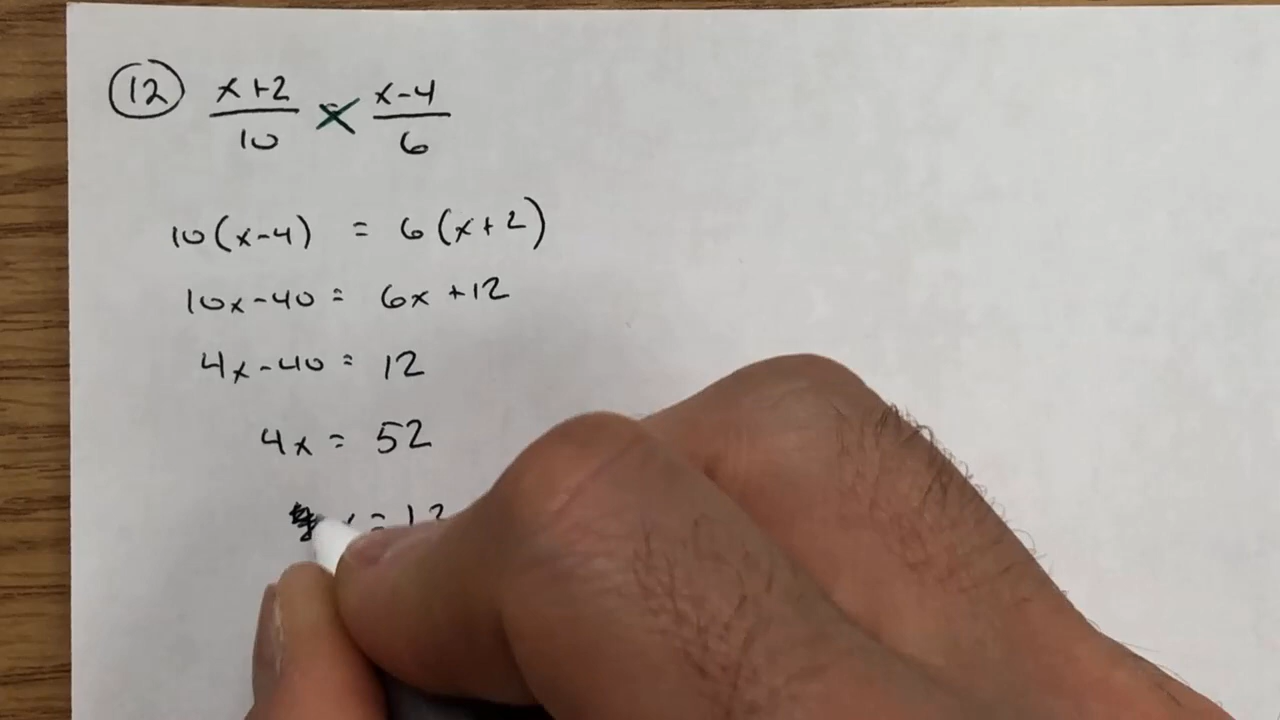 12 x+2 x-4
10 6
10(x-4) = 6(x+2)
10x-40 = 6x+12
4x-40 = 12
4x = 52